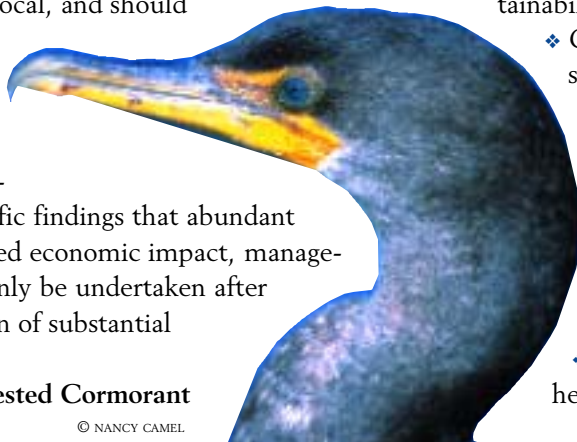 ocal, and should
-
fic findings that abundant
ed economic impact, manage-
nly be undertaken after
n of substantial
ested Cormorant
© NANCY CAMEL
tainabi
C
s
he